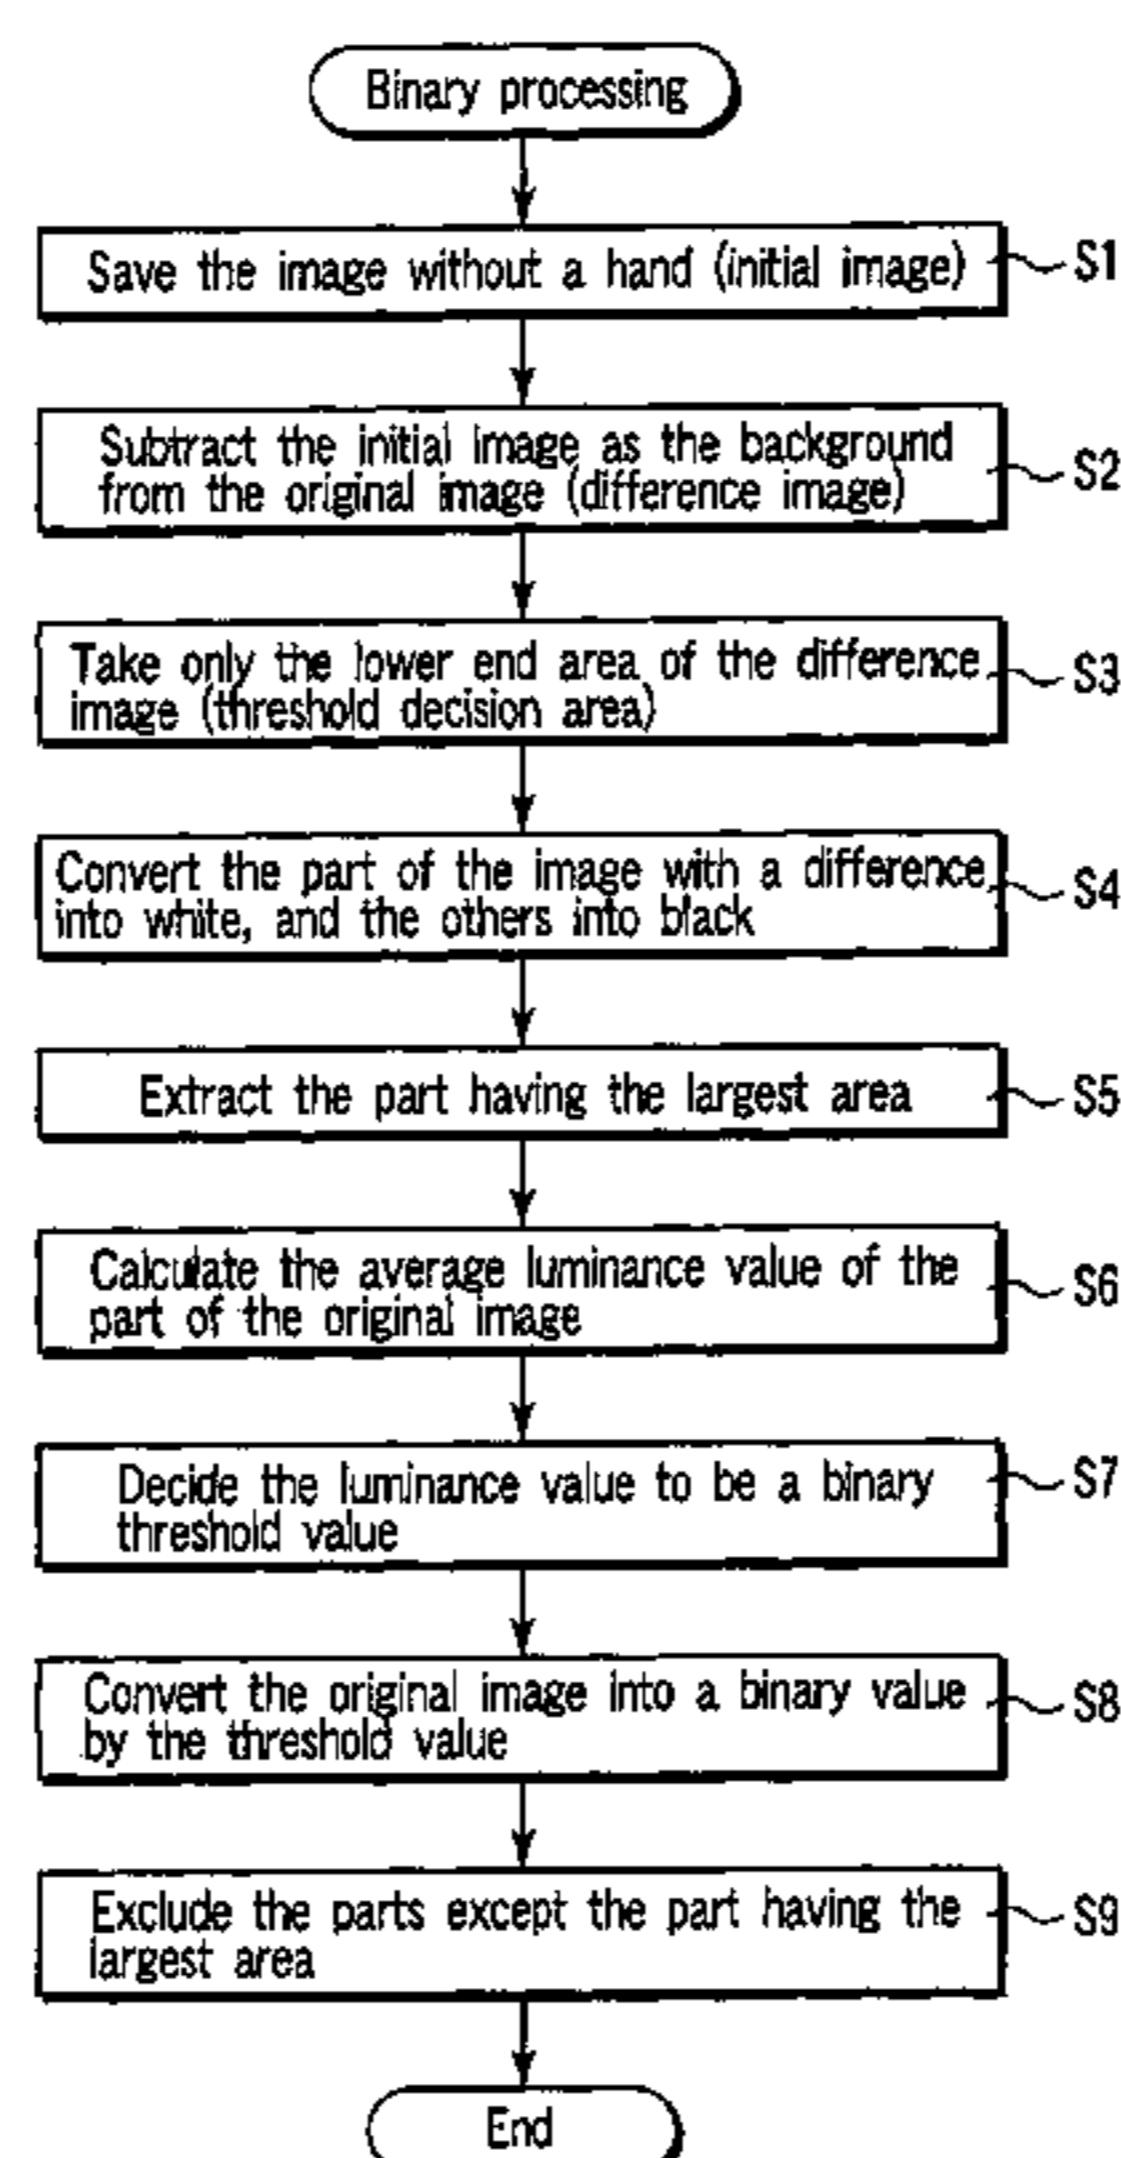 Binary processing
Save the image without a hand (initial image)
S1
Subtract the initial image as the background
from the original image (difference image)
S2
Take only the lower end area of the difference
image (threshold decision area)
S3
Convert the part of the image with a difference
into white, and the others into black
S4
Extract the part having the largest area
S5
Calculate the average luminance value of the
part of the original image
S6
Decide the luminance value to be a binary
threshold value
S7
Convert the original image into a binary value
by the threshold value
S8
Exclude the parts except the part having the
largest area
S9
End